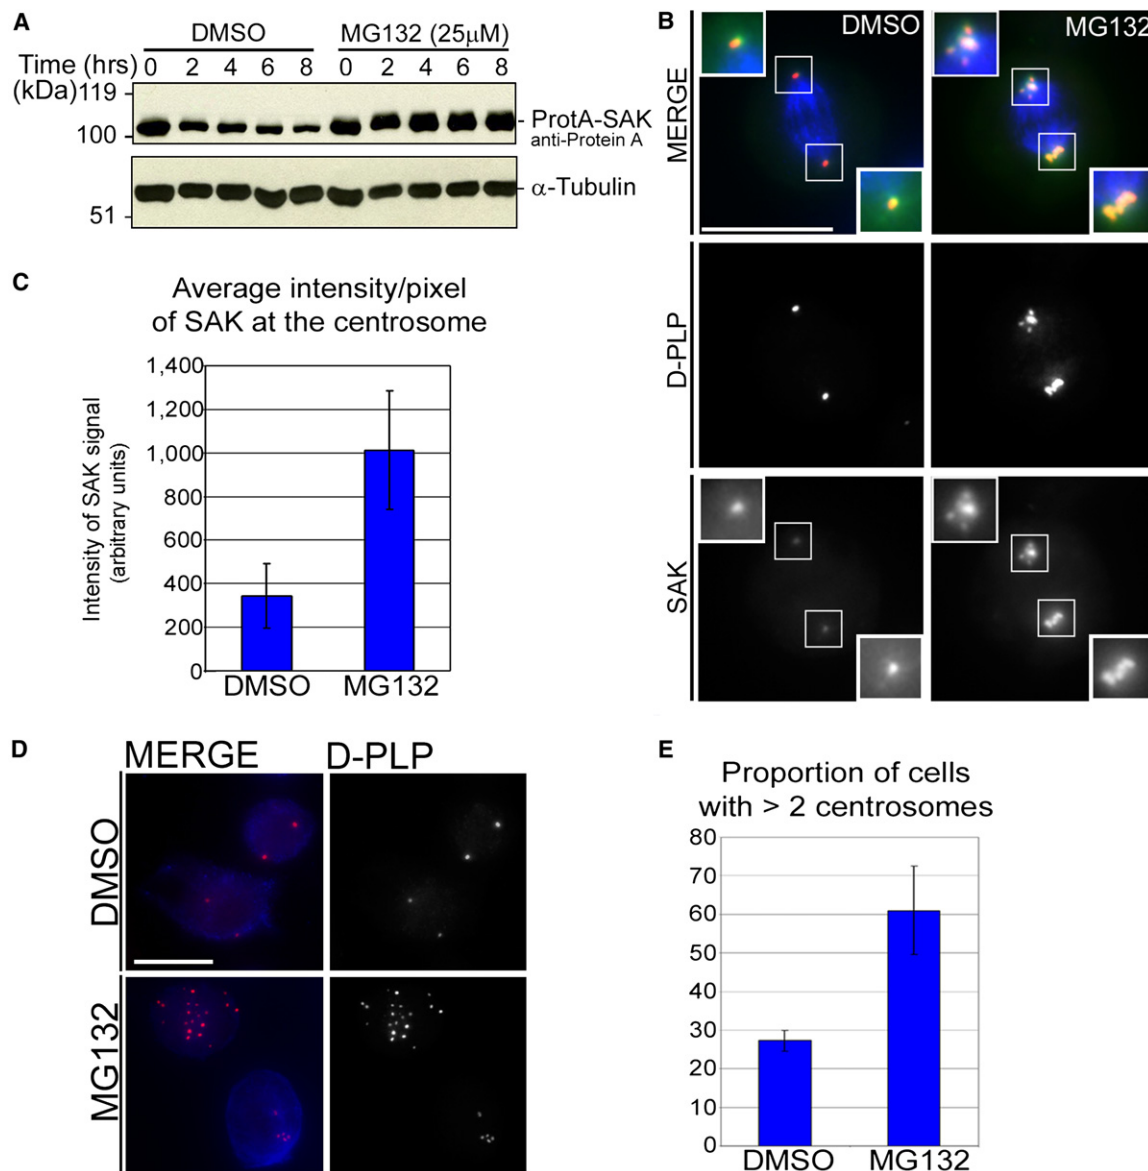 A
DMSO
MG132 (25µM)
Time (hrs) 0 2 4 6 8 0 2 4 6 8
(kDa)
119
100
ProtA-SAK
anti-Protein A
α-Tubulin
51
B
DMSO
MG132
MERGE
D-PLP
SAK
C
Average intensity/pixel
of SAK at the centrosome
Intensity of SAK signal
(arbitrary units)
1,400
1,200
1,000
800
600
400
200
0
DMSO
MG132
D
MERGE
D-PLP
DMSO
MG132
E
Proportion of cells
with > 2 centrosomes
80
70
60
50
40
30
20
10
0
DMSO
MG132